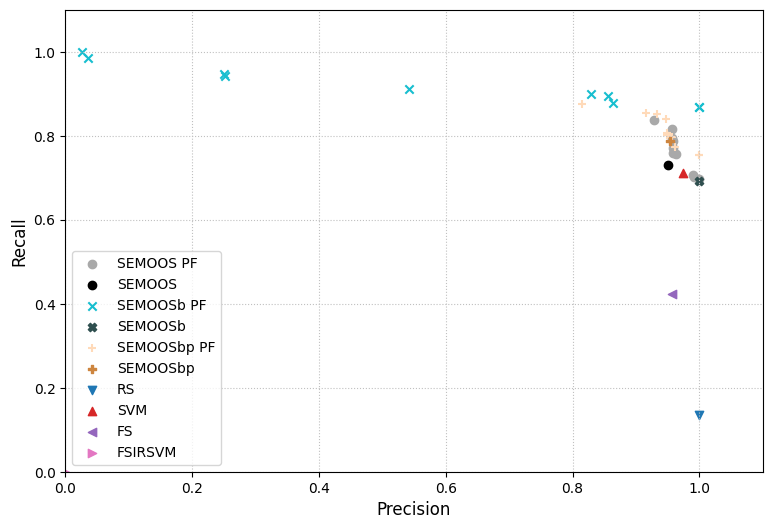 Recall
1.0
0.8
0.6
0.4
0.2
0.0
SEMOOS PF
SEMOOS
SEMOOSb PF
SEMOOSb
SEMOOSbp PF
SEMOOSbp
RS
SVM
FS
FSIRSVM
0.0 0.2 0.4 0.6 0.8 1.0
Precision